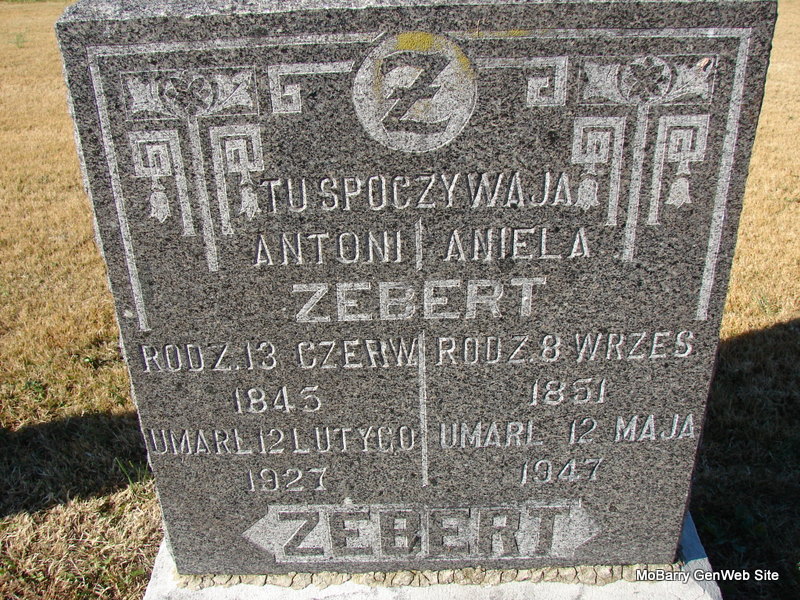 Z
TU SPOCZYWAJA
ANTONI ANIELA
ZEBERT
RODZ. 13 CZERW RODZ. 8 WRZES
1845 1851
UMARL 12 LUTYGO UMARL 12 MAJA
1927 1947
ZEBERT
MoBarry GenWeb Site